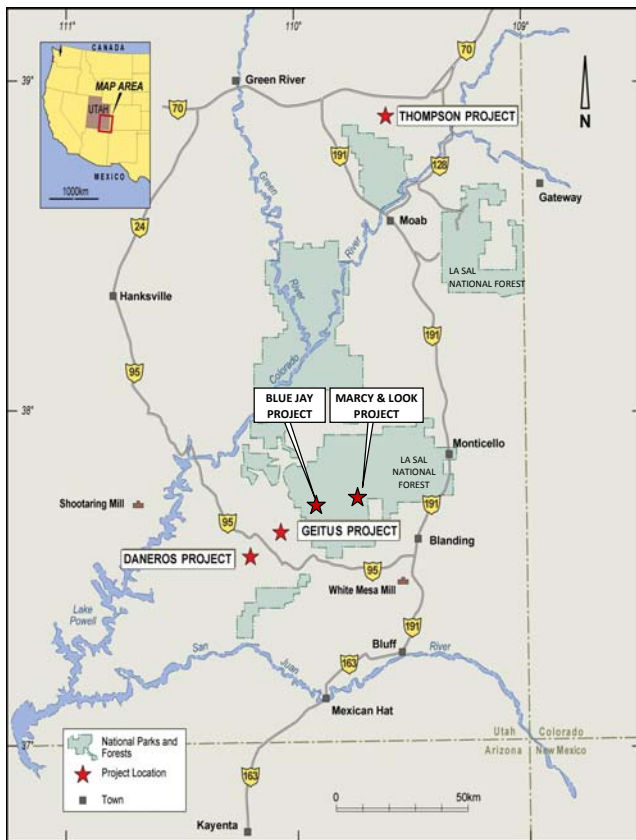 111°
110°
109°
CANADA
MAP AREA
UTAH
MEXICO
1000km
39°
Green River
70
70
THOMPSON PROJECT
N
191
128
Gateway
Green
River
Moab
24
River
LA SAL
NATIONAL FOREST
Hanksville
191
Colorado
95
38°
BLUE JAY
PROJECT
MARCY & LOOK
PROJECT
Monticello
LA SAL
NATIONAL
FOREST
Shootaring Mill
191
95
GEITUS PROJECT
Blanding
DANEROS PROJECT
95
White Mesa Mill
Lake
Powell
191
San
Juan
163
Bluff
River
Mexican Hat
37°
Utah
Colorado
Arizona
New Mexico
National Parks and
Forests
Project Location
Town
163
0
50km
Kayenta